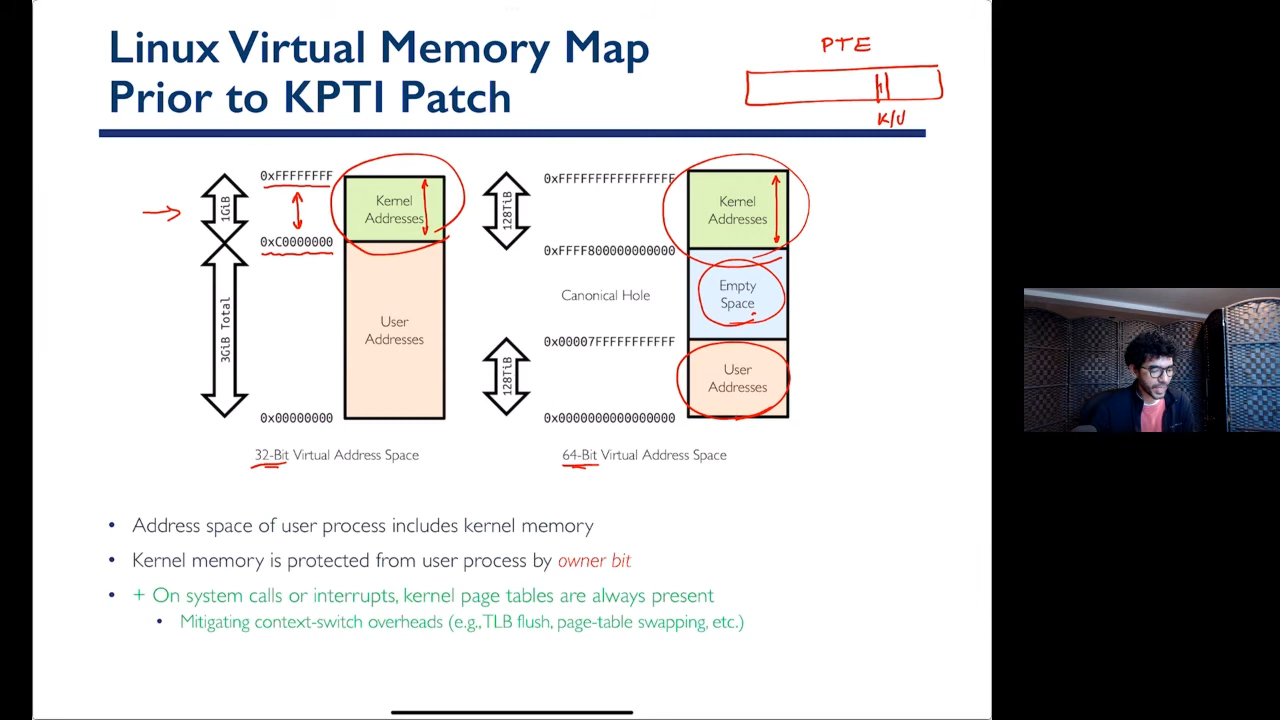 Linux Virtual Memory Map
Prior to KPTI Patch
PTE
K/U
0xFFFFFFFF
1GiB
Kernel
Addresses
0xC0000000
3GiB Total
User
Addresses
0x00000000
32-Bit Virtual Address Space
0xFFFFFFFFFFFFFFFF
128TiB
Kernel
Addresses
0xFFFF800000000000
Canonical Hole
Empty
Space
0x00007FFFFFFFFFFF
128TiB
User
Addresses
0x0000000000000000
64-Bit Virtual Address Space
• Address space of user process includes kernel memory
• Kernel memory is protected from user process by owner bit
• + On system calls or interrupts, kernel page tables are always present
• Mitigating context-switch overheads (e.g., TLB flush, page-table swapping, etc.)